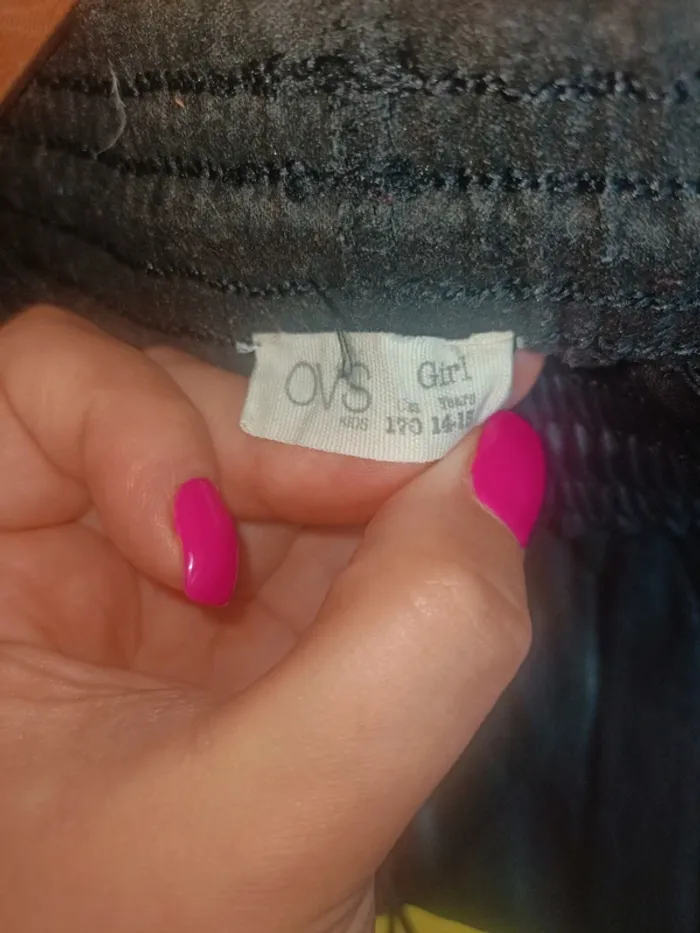 OVS Girl
KIDS cm Years
170 14-15